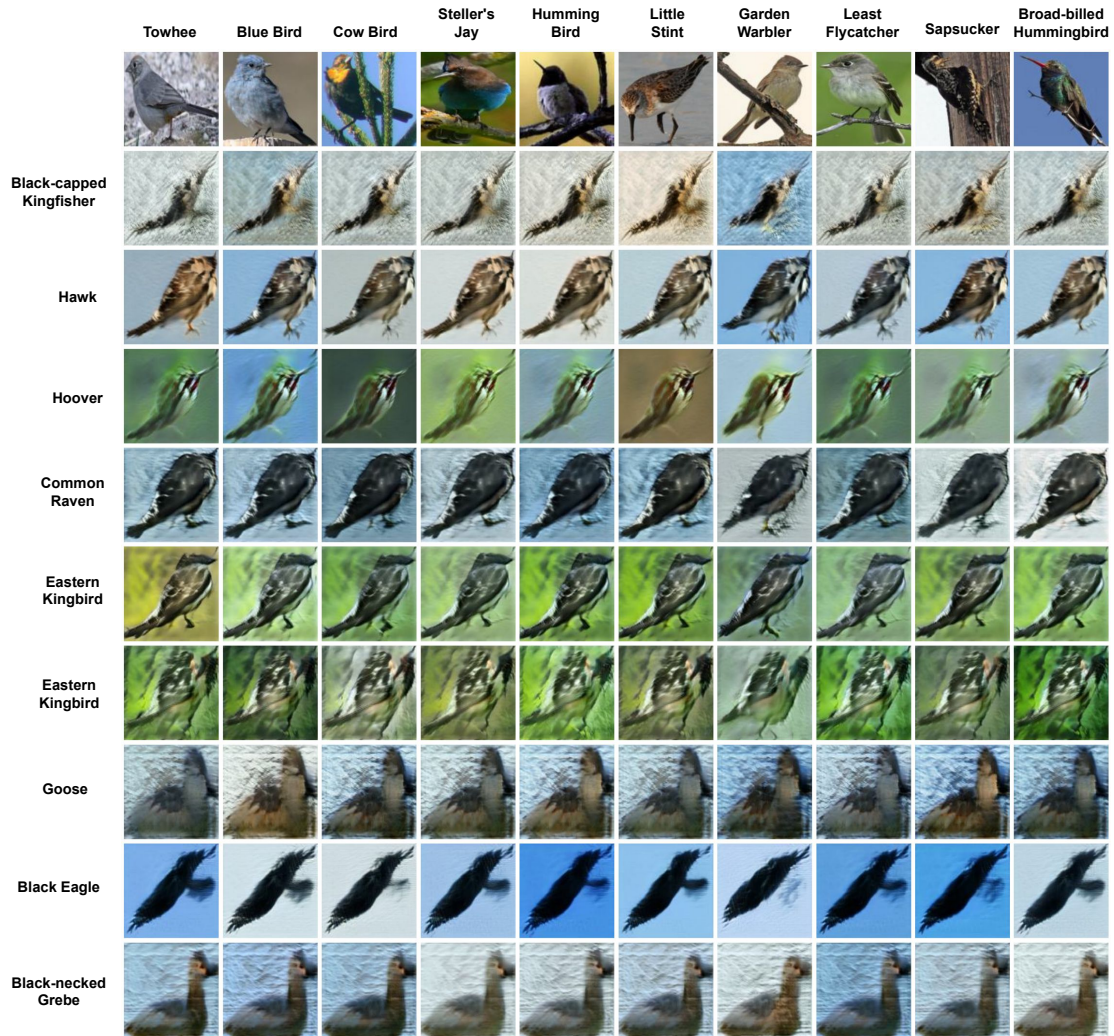 Towhee
Blue Bird
Cow Bird
Steller's
Jay
Humming
Bird
Little
Stint
Garden
Warbler
Least
Flycatcher
Sapsucker
Broad-billed
Hummingbird
Black-capped
Kingfisher
Hawk
Hoover
Common
Raven
Eastern
Kingbird
Eastern
Kingbird
Goose
Black Eagle
Black-necked
Grebe